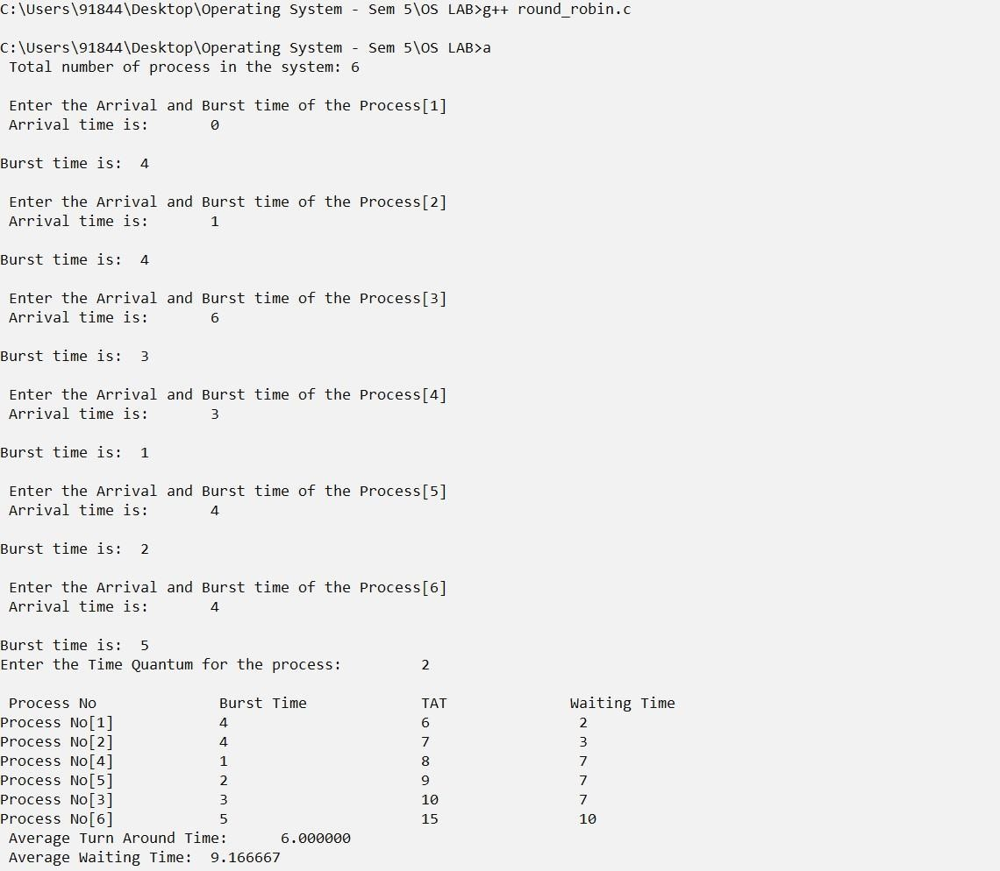 C:\Users\91844\Desktop\Operating System - Sem 5\OS LAB>g++ round_robin.c
C:\Users\91844\Desktop\Operating System - Sem 5\OS LAB>a
Total number of process in the system: 6
Enter the Arrival and Burst time of the Process[1]
Arrival time is: 0
Burst time is: 4
Enter the Arrival and Burst time of the Process[2]
Arrival time is: 1
Burst time is: 4
Enter the Arrival and Burst time of the Process[3]
Arrival time is: 6
Burst time is: 3
Enter the Arrival and Burst time of the Process[4]
Arrival time is: 3
Burst time is: 1
Enter the Arrival and Burst time of the Process[5]
Arrival time is: 4
Burst time is: 2
Enter the Arrival and Burst time of the Process[6]
Arrival time is: 4
Burst time is: 5
Enter the Time Quantum for the process: 2
Process No Burst Time TAT Waiting Time
Process No[1] 4 6 2
Process No[2] 4 7 3
Process No[4] 1 8 7
Process No[5] 2 9 7
Process No[3] 3 10 7
Process No[6] 5 15 10
Average Turn Around Time: 6.000000
Average Waiting Time: 9.166667